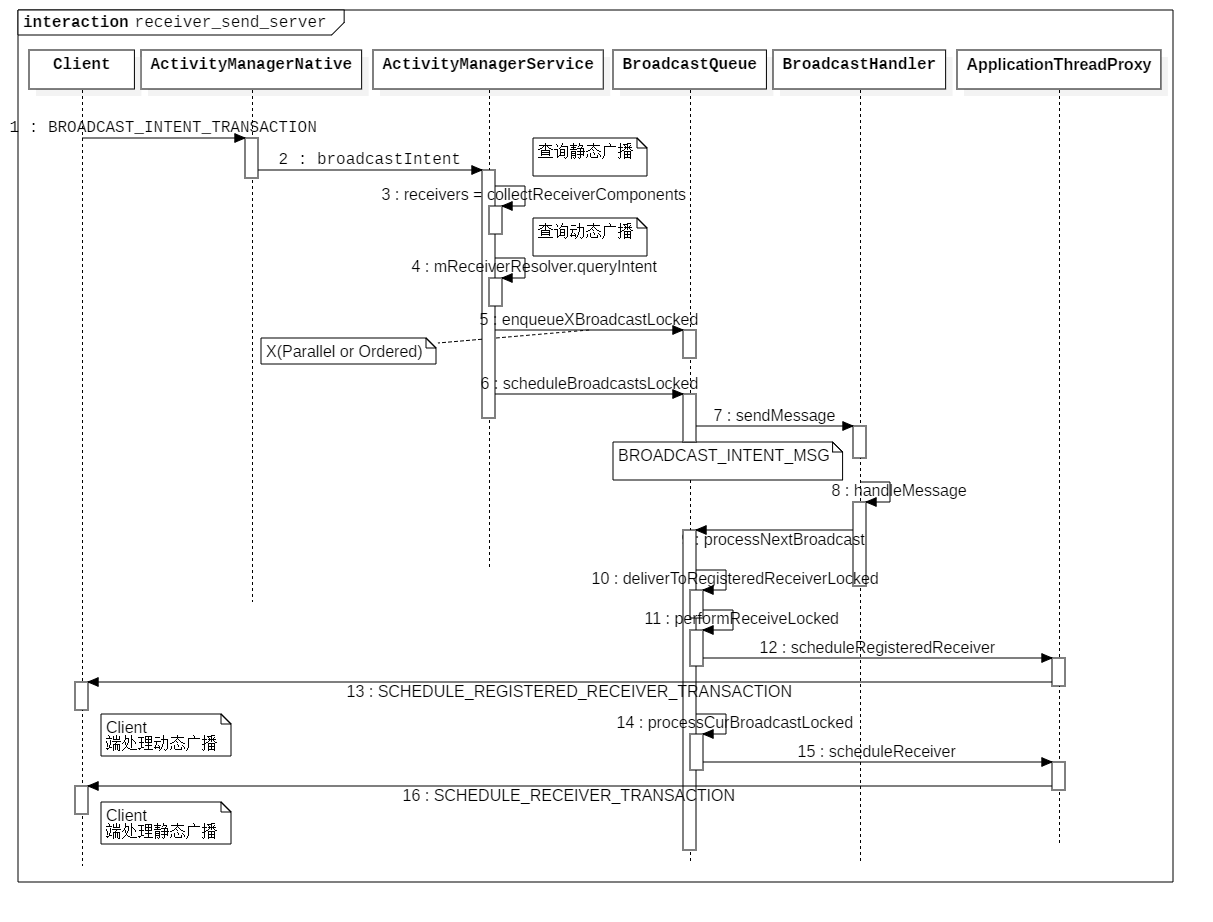 interaction receiver_send_server
Client
ActivityManagerNative
ActivityManagerService
BroadcastQueue
BroadcastHandler
ApplicationThreadProxy
1 : BROADCAST_INTENT_TRANSACTION
查询静态广播
2 : broadcastIntent
3 : receivers = collectReceiverComponents
查询动态广播
4 : mReceiverResolver.queryIntent
5 : enqueueXBroadcastLocked
X(Parallel or Ordered)
6 : scheduleBroadcastsLocked
7 : sendMessage
BROADCAST_INTENT_MSG
8 : handleMessage
: processNextBroadcast
10 : deliverToRegisteredReceiverLocked
11 : performReceiveLocked
12 : scheduleRegisteredReceiver
13 : SCHEDULE_REGISTERED_RECEIVER_TRANSACTION
Client
端处理动态广播
14 : processCurBroadcastLocked
15 : scheduleReceiver
16 : SCHEDULE_RECEIVER_TRANSACTION
Client
端处理静态广播